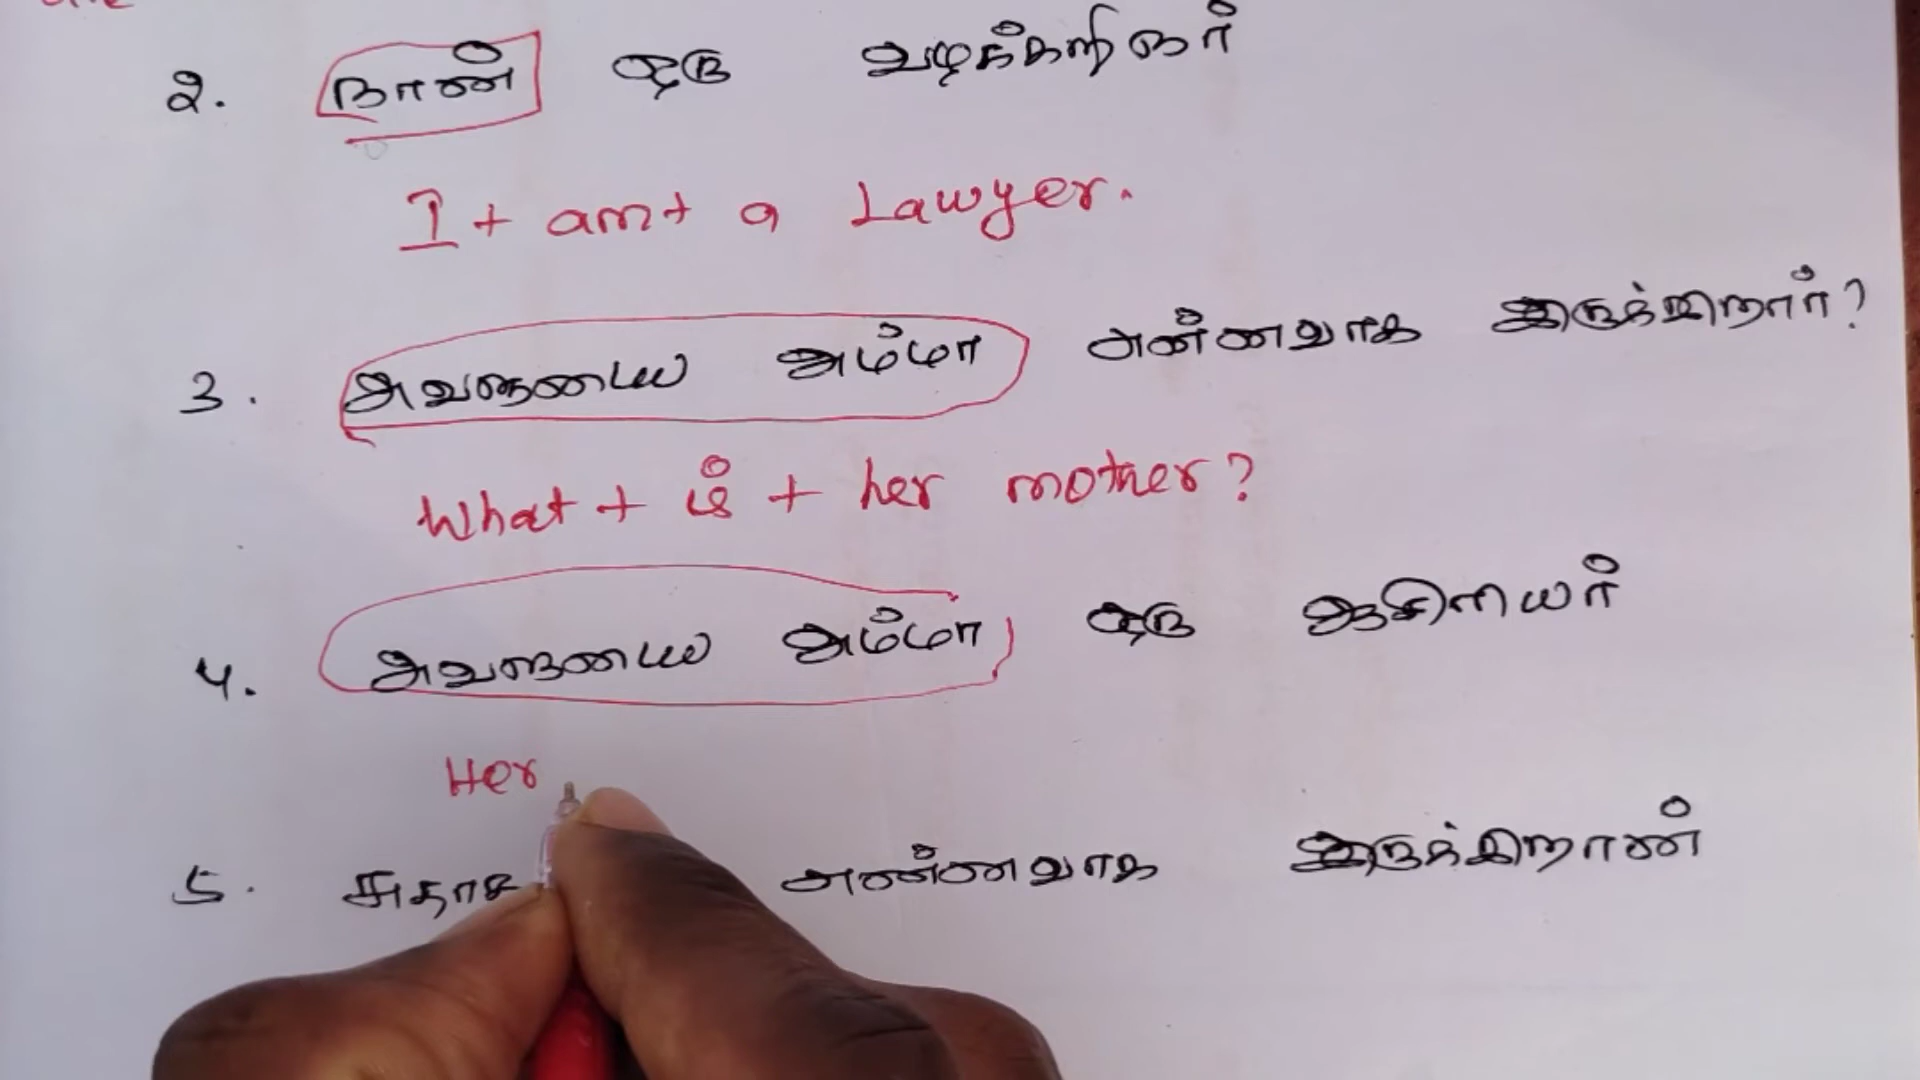 2. நான் ஒரு வழக்கறிஞர்
I + am + a Lawyer.
3. அவளுடைய அம்மா என்னவாக இருக்கிறார்?
What + is + her mother?
4. அவளுடைய அம்மா ஒரு ஆசிரியர்
Her
5. என்னவாக இருக்கிறான்